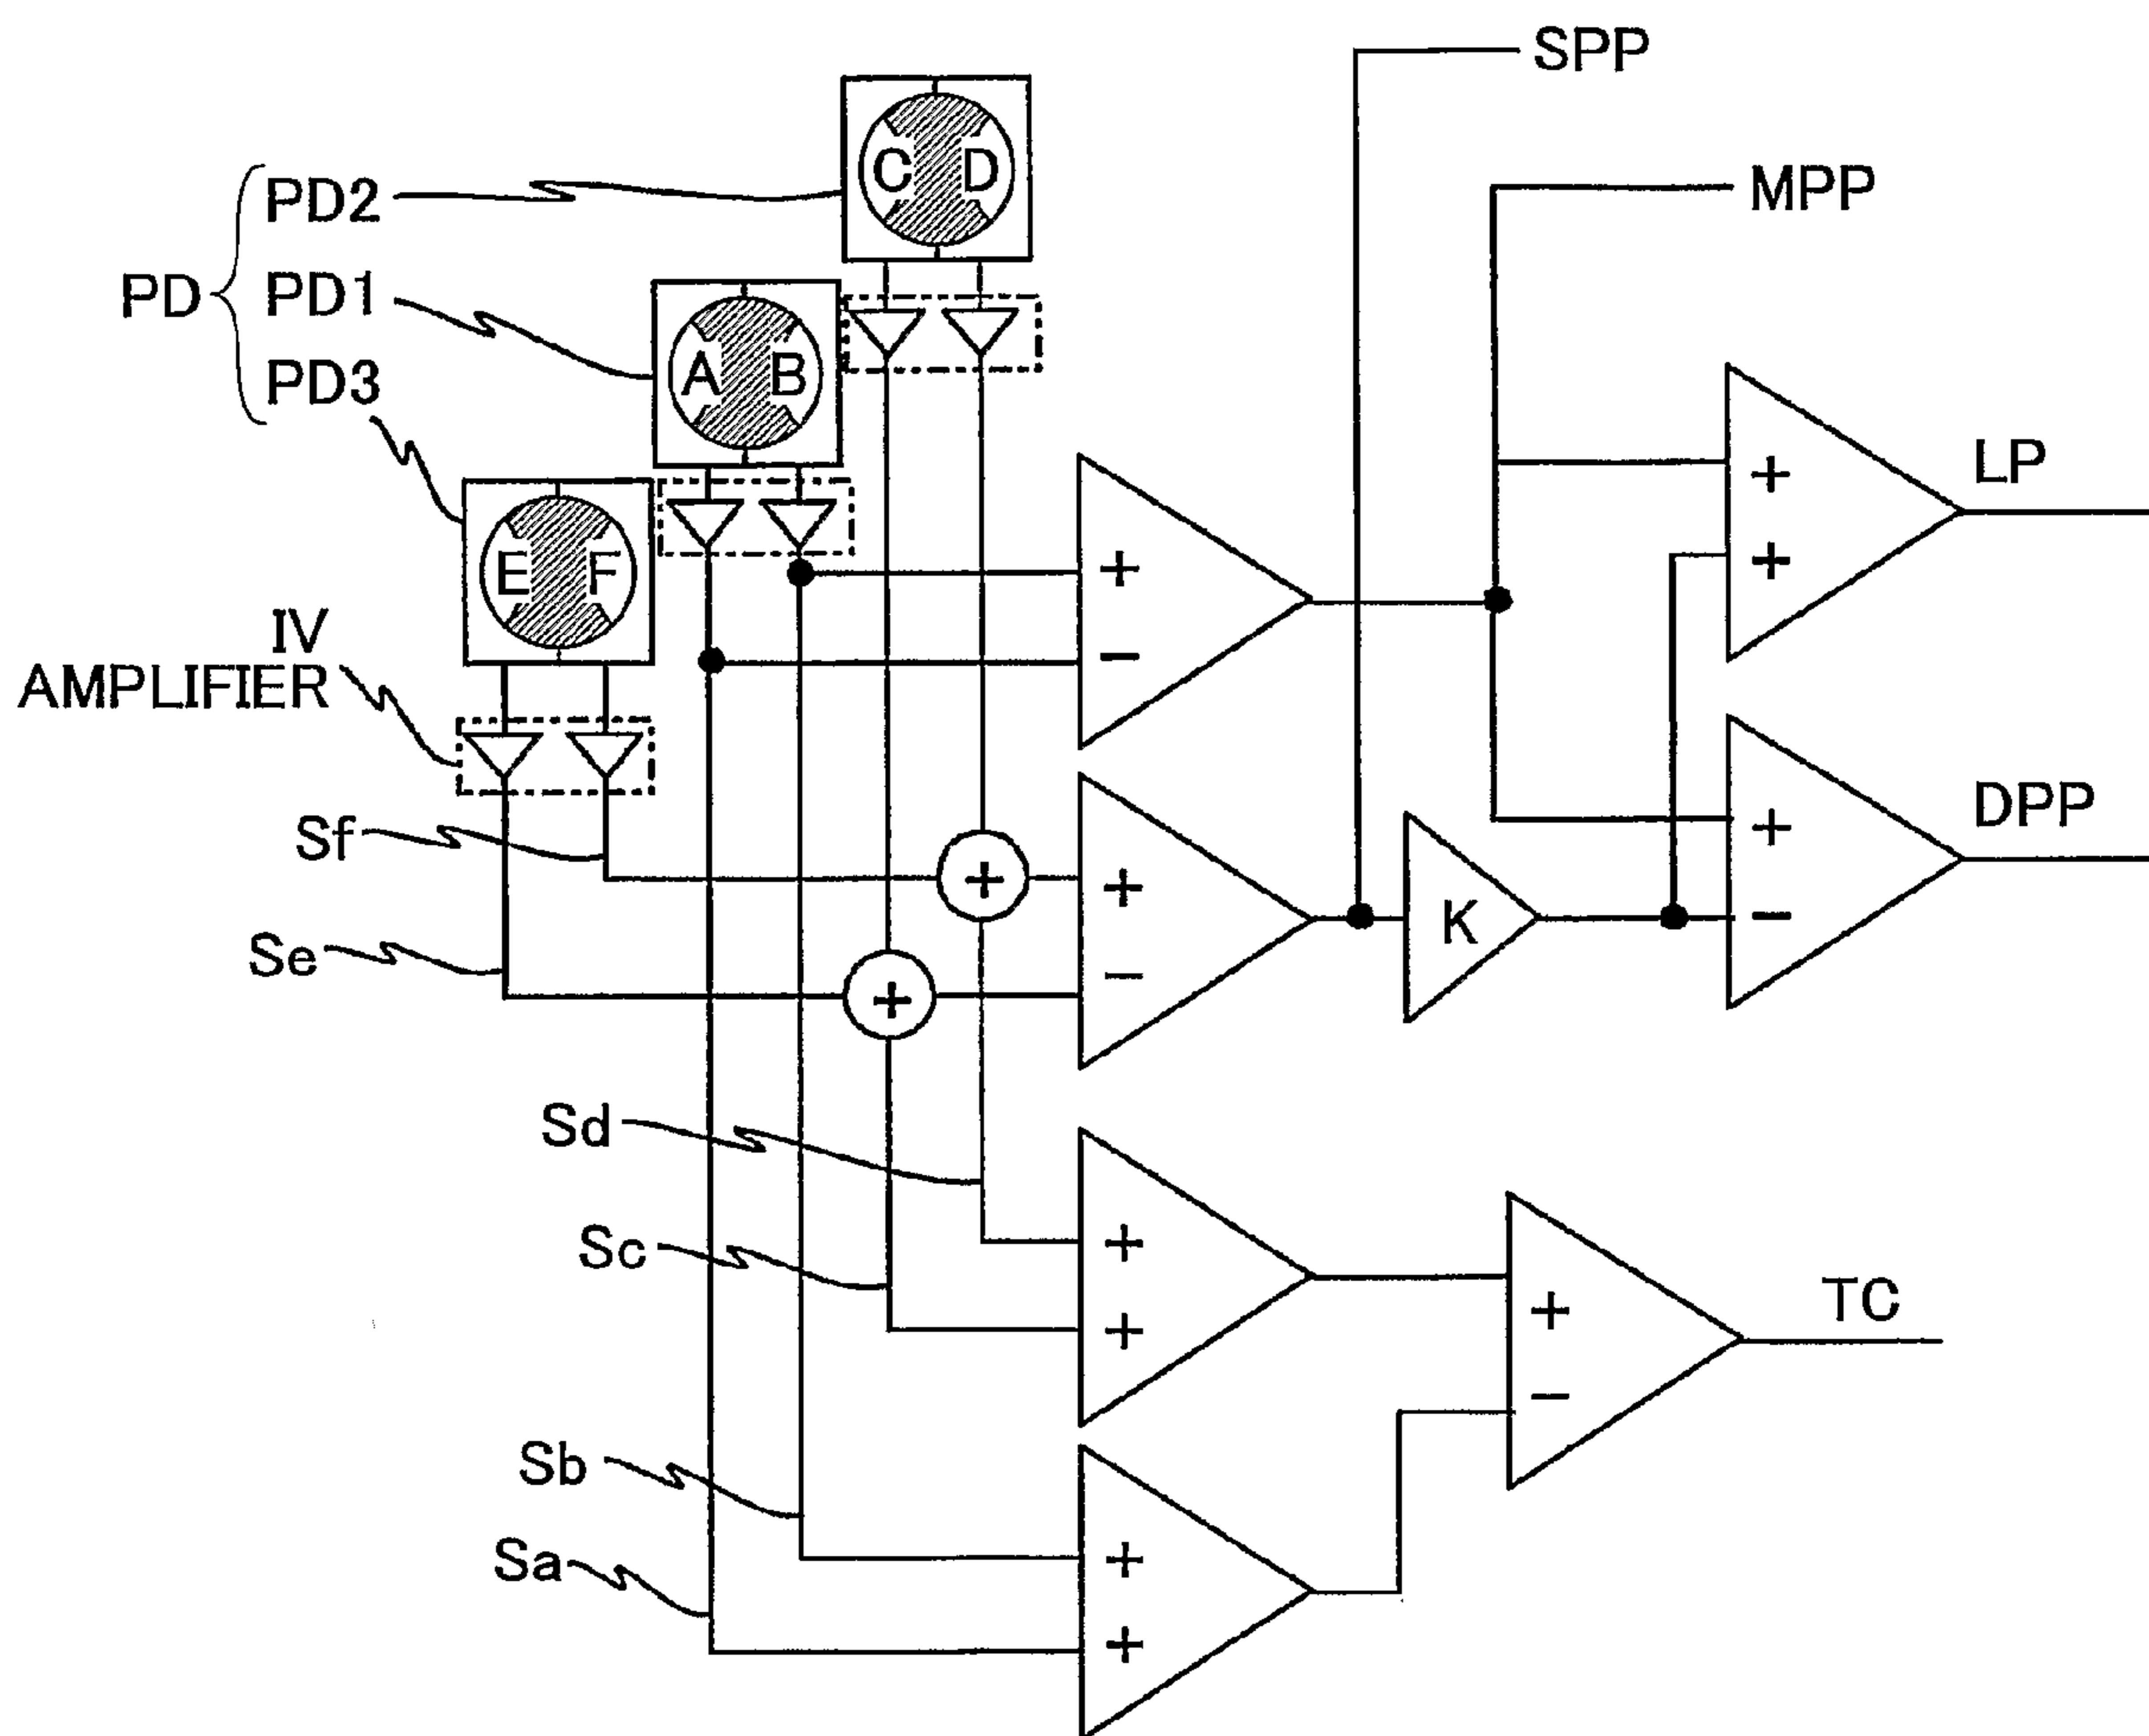 SPP
MPP
PD2
PD
PD1
PD3
C D
A B
E F
IV
AMPLIFIER
LP
+
+
+
−
DPP
+
−
Sf
+
+
−
K
Se
+
Sd
Sc
+
+
TC
+
−
Sb
Sa
+
+